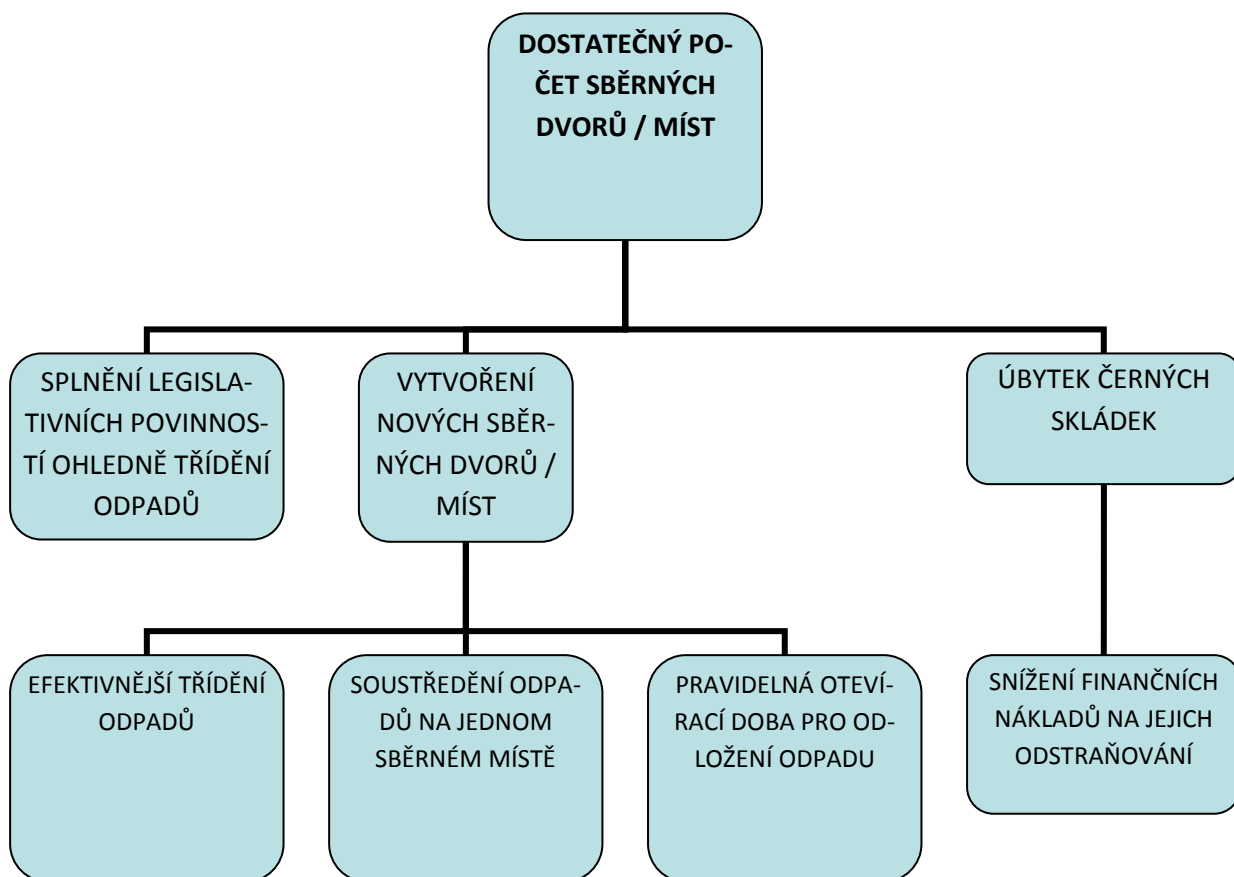 DOSTATEČNÝ PO-
ČET SBĚRNÝCH
DVORŮ / MÍST
SPLNĚNÍ LEGISLA-
TIVNÍCH POVINNOS-
TÍ OHLEDNĚ TŘÍDĚNÍ
ODPADŮ
VYTVOŘENÍ
NOVÝCH SBĚR-
NÝCH DVORŮ /
MÍST
ÚBYTEK ČERNÝCH
SKLÁDEK
EFEKTIVNĚJŠÍ TŘÍDĚNÍ
ODPADŮ
SOUSTŘEDĚNÍ ODPA-
DŮ NA JEDNOM
SBĚRNÉM MÍSTĚ
PRAVIDELNÁ OTEVÍ-
RACÍ DOBA PRO OD-
LOŽENÍ ODPADU
SNÍŽENÍ FINANČNÍCH
NÁKLADŮ NA JEJICH
ODSTRAŇOVÁNÍ